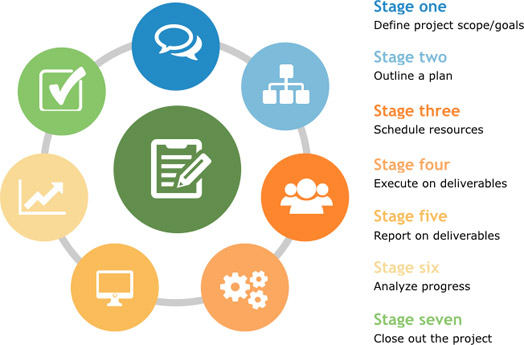 Stage one
Define project scope/goals
Stage two
Outline a plan
Stage three
Schedule resources
Stage four
Execute on deliverables
Stage five
Report on deliverables
Stage six
Analyze progress
Stage seven
Close out the project